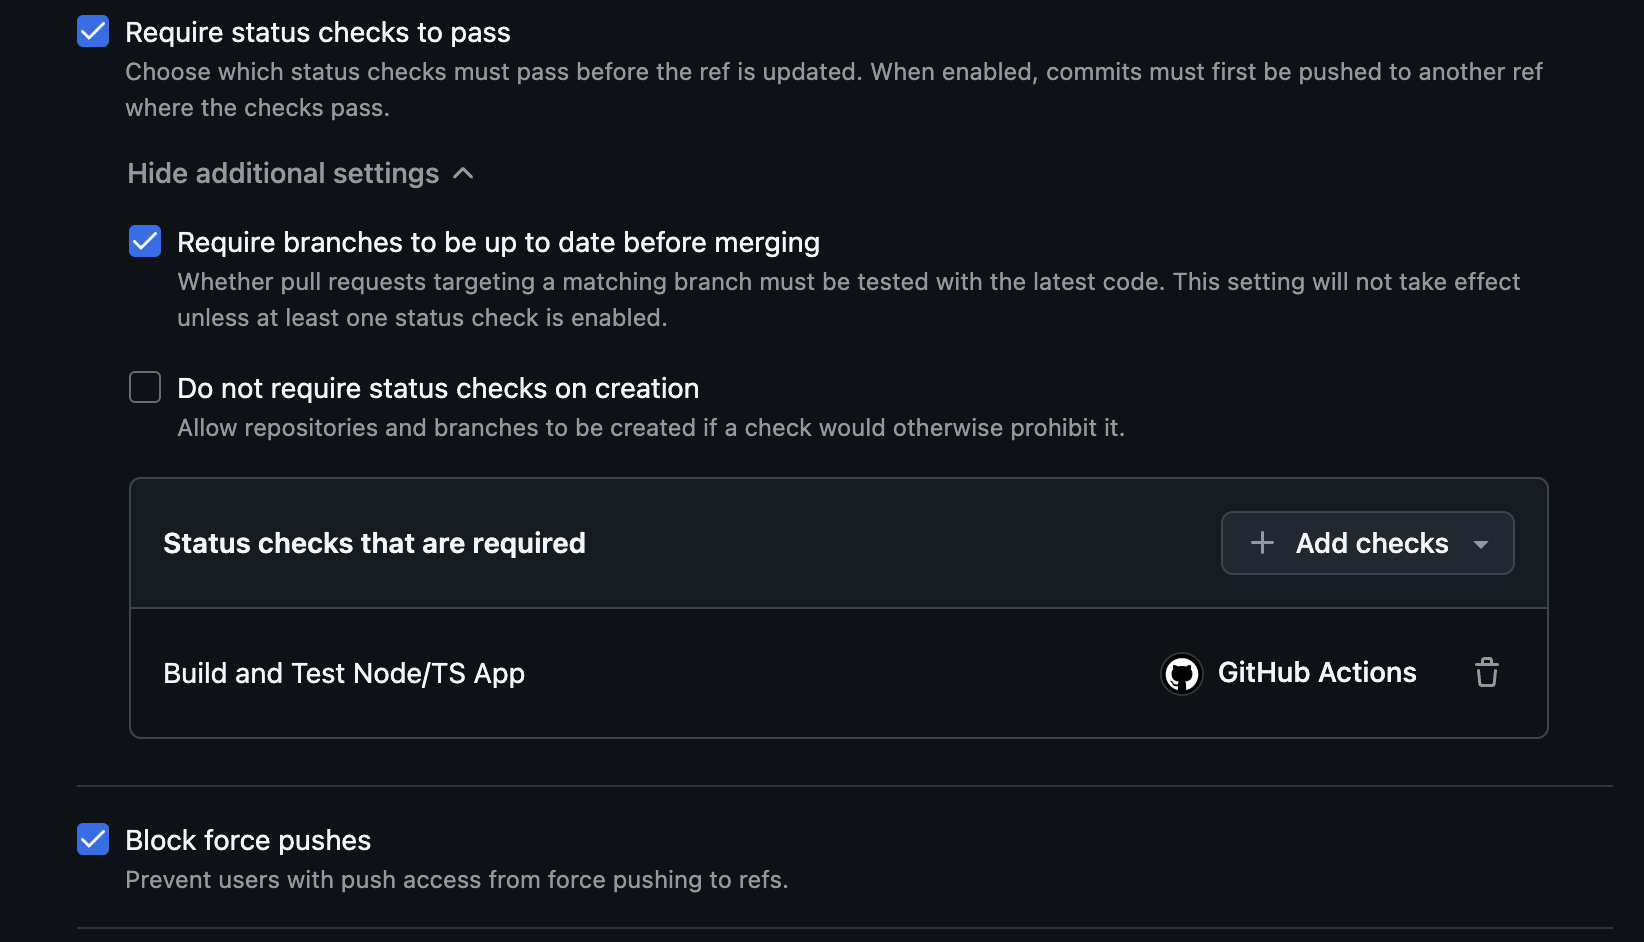 Require status checks to pass
Choose which status checks must pass before the ref is updated. When enabled, commits must first be pushed to another ref
where the checks pass.
Hide additional settings
Require branches to be up to date before merging
Whether pull requests targeting a matching branch must be tested with the latest code. This setting will not take effect
unless at least one status check is enabled.
Do not require status checks on creation
Allow repositories and branches to be created if a check would otherwise prohibit it.
Status checks that are required
Add checks
Build and Test Node/TS App
GitHub Actions
Block force pushes
Prevent users with push access from force pushing to refs.